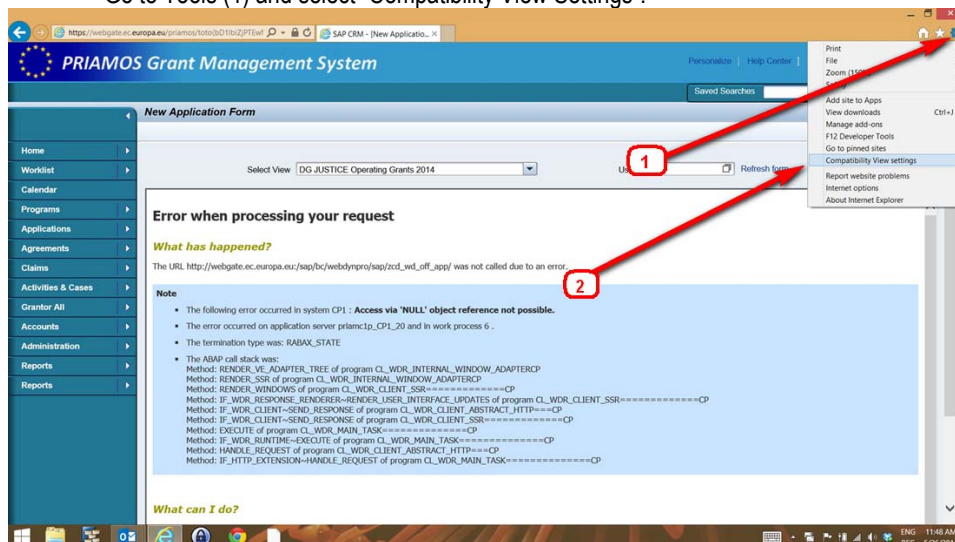 Go to Tools (1) and select "Compatibility View Settings".
https://webgate.ec.europa.eu/priamos/toto(bD1lbiZjPTEwf
SAP CRM - [New Applicatio...
PRIAMOS Grant Management System
Personalize | Help Center |
Saved Searches
Print
File
Zoom (150%)
Add site to Apps
View downloads Ctrl+J
Manage add-ons
F12 Developer Tools
Go to pinned sites
Compatibility View settings
Report website problems
Internet options
About Internet Explorer
New Application Form
Home
Worklist
Calendar
Programs
Applications
Agreements
Claims
Activities & Cases
Grantor All
Accounts
Administration
Reports
Reports
Select View DG JUSTICE Operating Grants 2014
Refresh form
1
2
Error when processing your request
What has happened?
The URL http://webgate.ec.europa.eu:/sap/bc/webdynpro/sap/zcd_wd_off_app/ was not called due to an error.
Note
The following error occurred in system CP1 : Access via 'NULL' object reference not possible.
The error occurred on application server priamc1p_CP1_20 and in work process 6 .
The termination type was: RABAX_STATE
The ABAP call stack was:
Method: RENDER_VE_ADAPTER_TREE of program CL_WDR_INTERNAL_WINDOW_ADAPTERCP
Method: RENDER_SSR of program CL_WDR_INTERNAL_WINDOW_ADAPTERCP
Method: RENDER_WINDOWS of program CL_WDR_CLIENT_SSR=============CP
Method: IF_WDR_RESPONSE_RENDERER~RENDER_USER_INTERFACE_UPDATES of program CL_WDR_CLIENT_SSR=============CP
Method: IF_WDR_CLIENT~SEND_RESPONSE of program CL_WDR_CLIENT_ABSTRACT_HTTP===CP
Method: IF_WDR_CLIENT~SEND_RESPONSE of program CL_WDR_CLIENT_SSR=============CP
Method: EXECUTE of program CL_WDR_MAIN_TASK==============CP
Method: IF_WDR_RUNTIME~EXECUTE of program CL_WDR_MAIN_TASK==============CP
Method: HANDLE_REQUEST of program CL_WDR_CLIENT_ABSTRACT_HTTP===CP
Method: IF_HTTP_EXTENSION~HANDLE_REQUEST of program CL_WDR_MAIN_TASK==============CP
What can I do?
ENG 11:48 AM